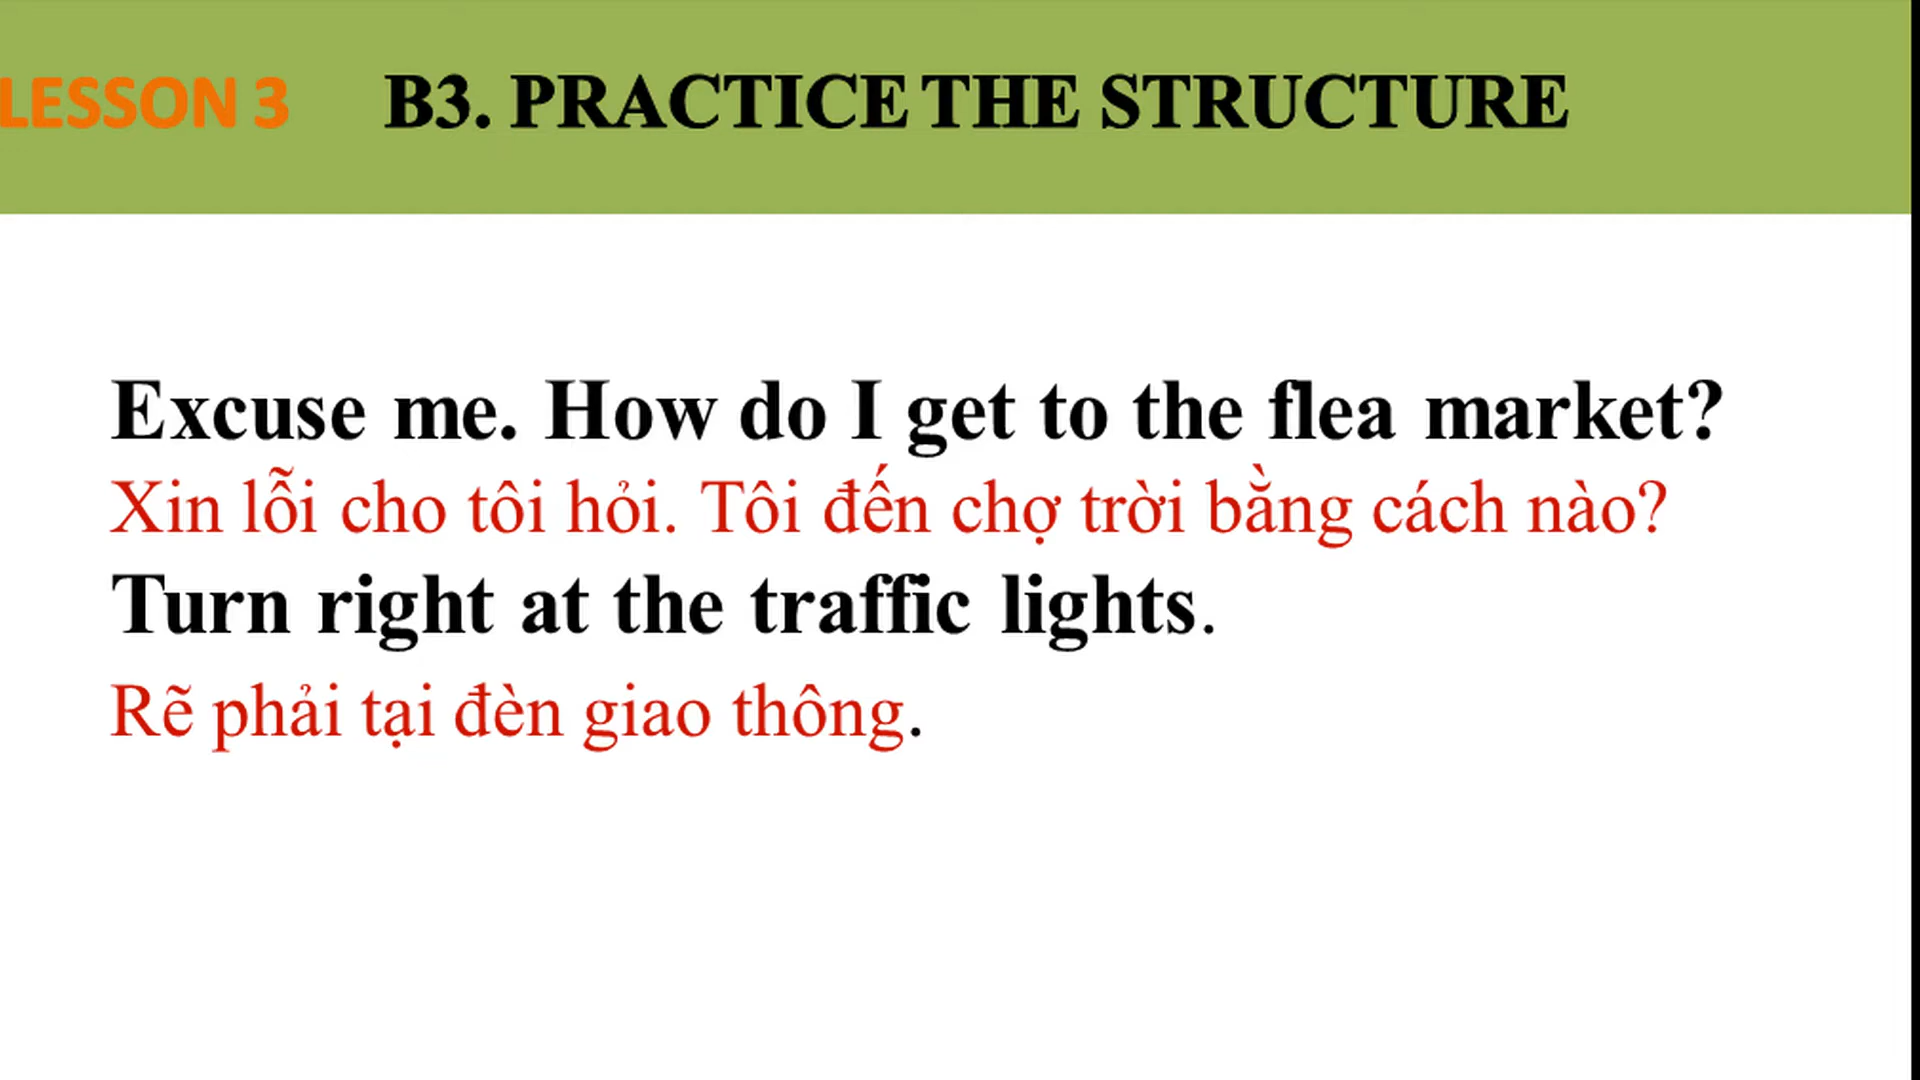 LESSON 3 B3. PRACTICE THE STRUCTURE
Excuse me. How do I get to the flea market?
Xin lỗi cho tôi hỏi. Tôi đến chợ trời bằng cách nào?
Turn right at the traffic lights.
Rẽ phải tại đèn giao thông.